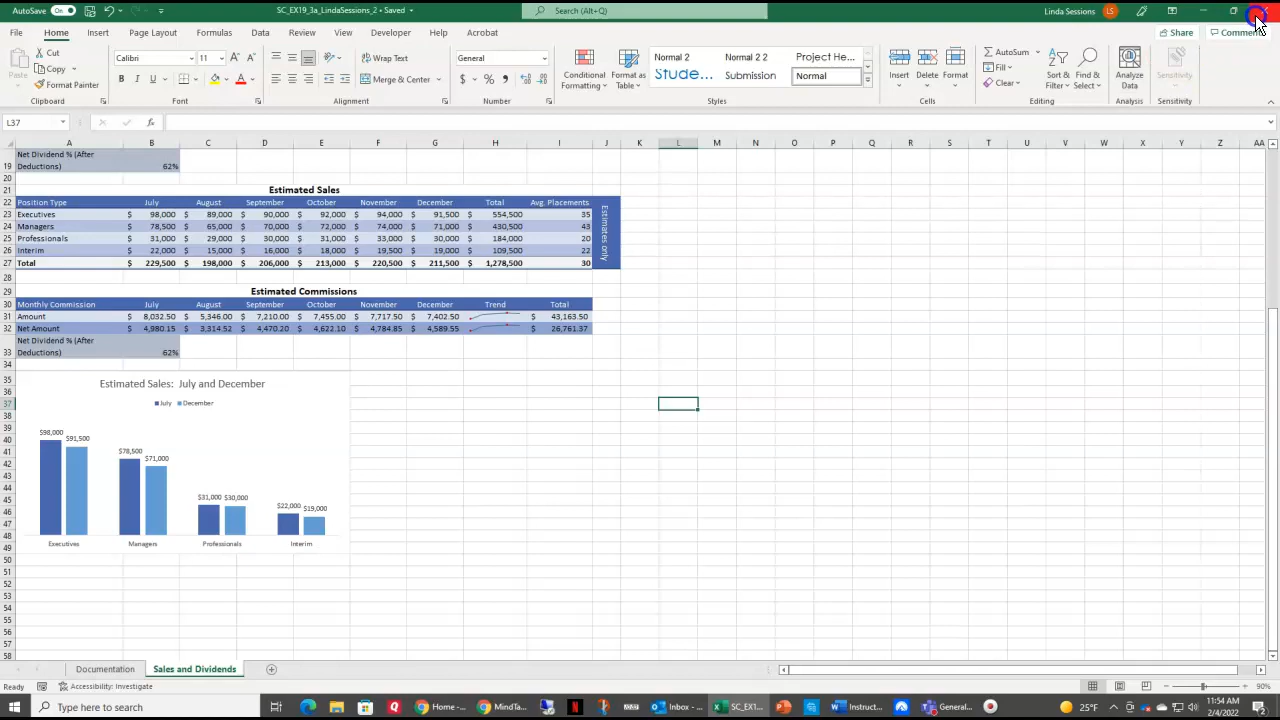 AutoSave On SC_EX19_3a_LindaSessions_2 • Saved Search (Alt+Q) Linda Sessions LS
File Home Insert Page Layout Formulas Data Review View Developer Help Acrobat Share Comments
Paste Cut Copy Format Painter
Calibri 11 A A B I U A
Wrap Text Merge & Center
General $ % ,
Conditional Formatting Format as Table
Normal 2 Normal 2 2 Project He...
Stude... Submission Normal
Insert Delete Format
AutoSum Fill Clear
Sort & Filter Find & Select
Analyze Data
Sensitivity
Clipboard Font Alignment Number Styles Cells Editing Analysis Sensitivity
L37 fx
A B C D E F G H I J K L M N O P Q R S T U V W X Y Z AA
Net Dividend % (After
19 Deductions) 62%
20
21 Estimated Sales
22 Position Type July August September October November December Total Avg. Placements
23 Executives $ 98,000 $ 89,000 $ 90,000 $ 92,000 $ 94,000 $ 91,500 $ 554,500 35
24 Managers $ 78,500 $ 65,000 $ 70,000 $ 72,000 $ 74,000 $ 71,000 $ 430,500 43
25 Professionals $ 31,000 $ 29,000 $ 30,000 $ 31,000 $ 33,000 $ 30,000 $ 184,000 20
26 Interim $ 22,000 $ 15,000 $ 16,000 $ 18,000 $ 19,500 $ 19,000 $ 109,500 22
27 Total $ 229,500 $ 198,000 $ 206,000 $ 213,000 $ 220,500 $ 211,500 $ 1,278,500 30
Estimates only
28
29 Estimated Commissions
30 Monthly Commission July August September October November December Trend Total
31 Amount $ 8,032.50 $ 5,346.00 $ 7,210.00 $ 7,455.00 $ 7,717.50 $ 7,402.50 $ 43,163.50
32 Net Amount $ 4,980.15 $ 3,314.52 $ 4,470.20 $ 4,622.10 $ 4,784.85 $ 4,589.55 $ 26,761.37
Net Dividend % (After
33 Deductions) 62%
34
35
36
37
38
39
40
41
42
43
44
45
46
47
48
49
50
51
52
53
54
55
56
57
58
Estimated Sales: July and December
July December
$98,000 $91,500
$78,500 $71,000
$31,000 $30,000
$22,000 $19,000
Executives Managers Professionals Interim
Documentation Sales and Dividends
Ready Accessibility: Investigate 90%
Type here to search Home - ... MindTa... Inbox - ... SC_EX1... Instruct... General... 25°F 11:54 AM
2/4/2022